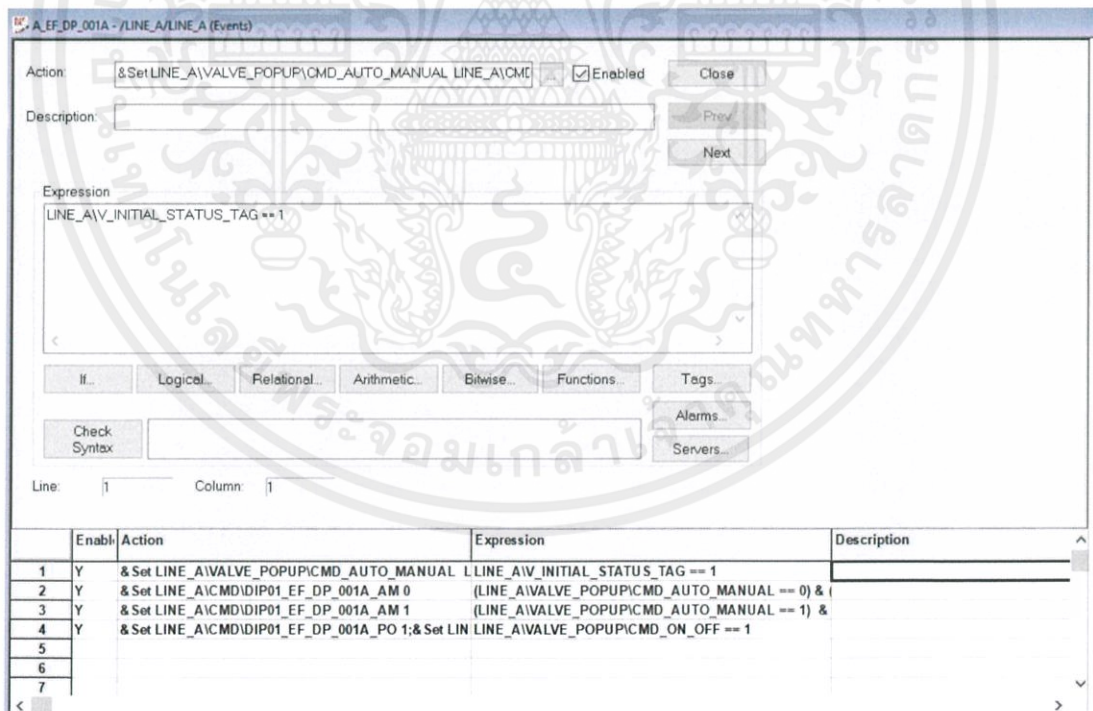 A_EF_DP_001A - /LINE_A/LINE_A (Events)
Action: &Set LINE_A\VALVE_POPUP\CMD_AUTO_MANUAL LINE_A\CMD Enabled Close
Description: Prev
Next
Expression
LINE_A\V_INITIAL_STATUS_TAG == 1
If... Logical... Relational... Arithmetic... Bitwise... Functions... Tags...
Alarms...
Check Syntax Servers...
Line: 1 Column: 1
Enabl Action Expression Description
1 Y & Set LINE_A\VALVE_POPUP\CMD_AUTO_MANUAL L LINE_A\V_INITIAL_STATUS_TAG == 1
2 Y & Set LINE_A\CMD\DIP01_EF_DP_001A_AM 0 (LINE_A\VALVE_POPUP\CMD_AUTO_MANUAL == 0) & (
3 Y & Set LINE_A\CMD\DIP01_EF_DP_001A_AM 1 (LINE_A\VALVE_POPUP\CMD_AUTO_MANUAL == 1) &
4 Y & Set LINE_A\CMD\DIP01_EF_DP_001A_PO 1;& Set LIN LINE_A\VALVE_POPUP\CMD_ON_OFF == 1
5
6
7